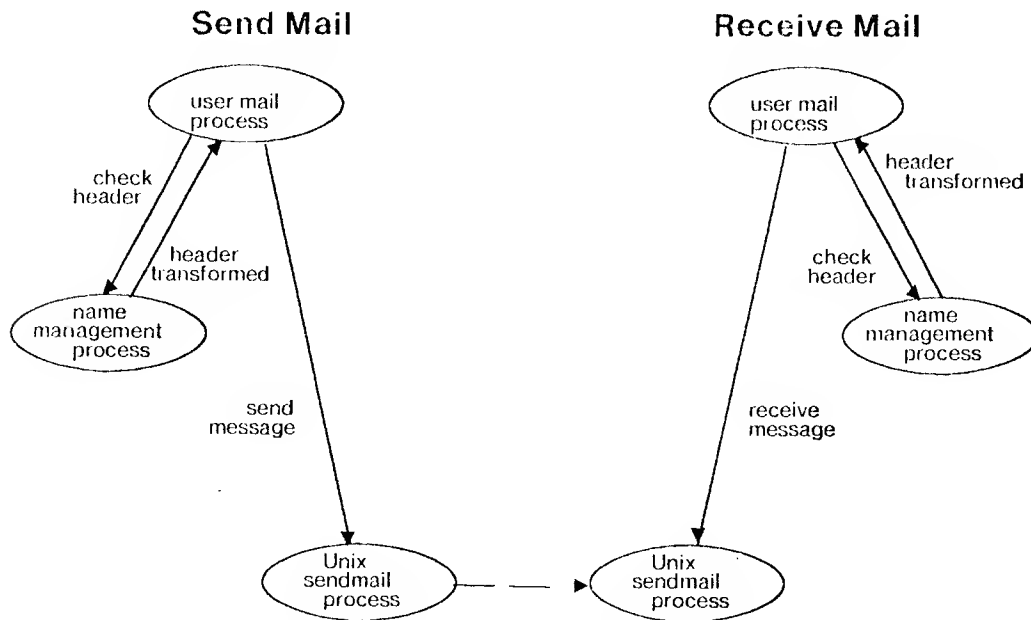 Send Mail
Receive Mail
user mail
process
user mail
process
check
header
header
transformed
header
transformed
check
header
name
management
process
name
management
process
send
message
receive
message
Unix
sendmail
process
Unix
sendmail
process